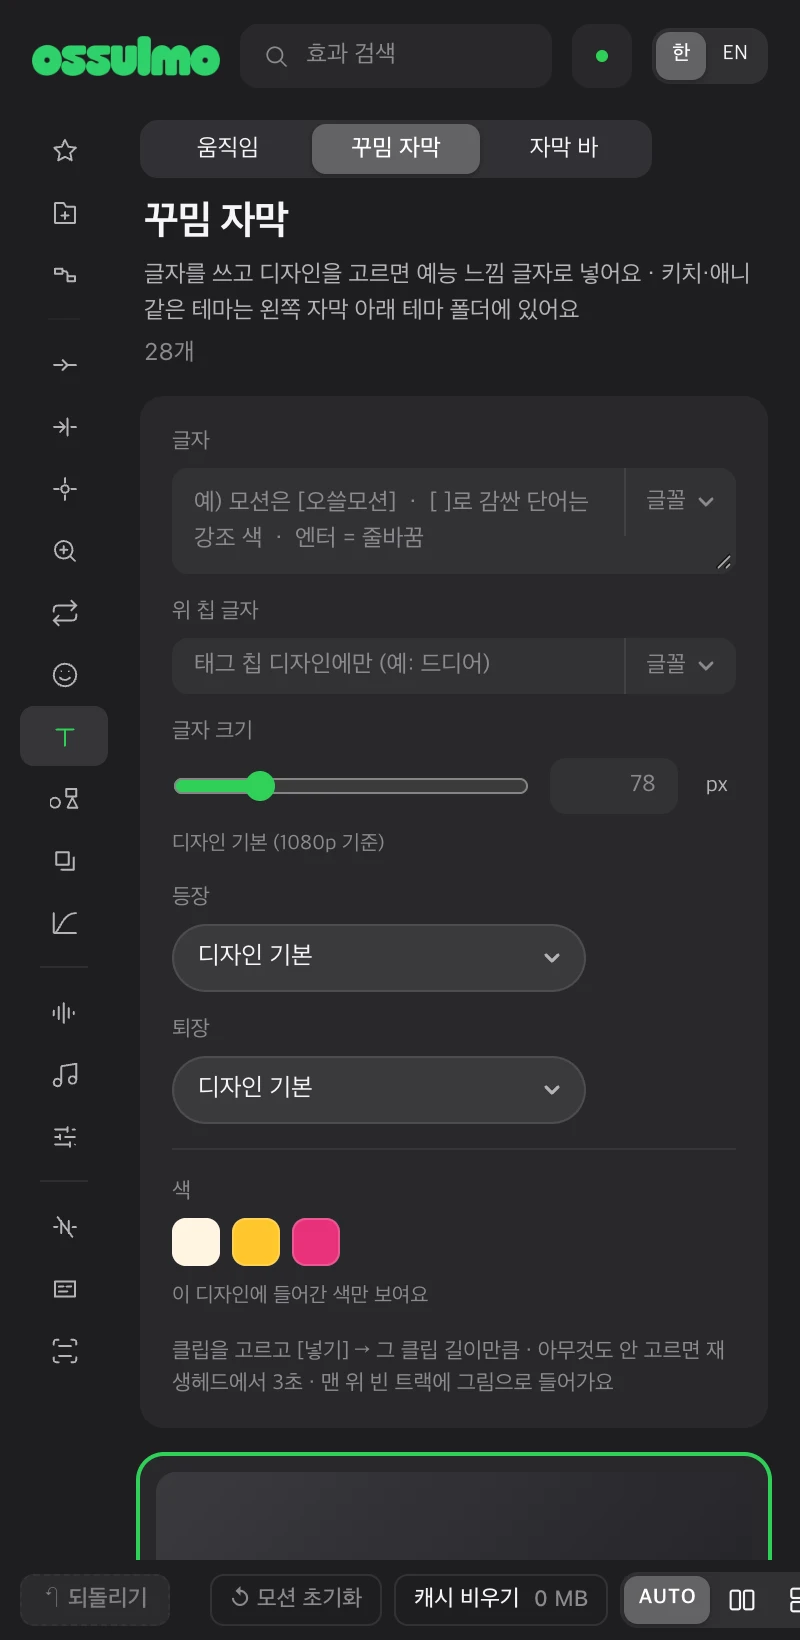 ossulmo
효과 검색
한
EN
움직임
꾸밈 자막
자막 바
꾸밈 자막
글자를 쓰고 디자인을 고르면 예능 느낌 글자로 넣어요 · 키치·애니
같은 테마는 왼쪽 자막 아래 테마 폴더에 있어요
28개
글자
예) 모션은 [오쓸모션] · [ ]로 감싼 단어는
강조 색 · 엔터 = 줄바꿈
글꼴
위 칩 글자
태그 칩 디자인에만 (예: 드디어)
글꼴
글자 크기
78
px
디자인 기본 (1080p 기준)
등장
디자인 기본
퇴장
디자인 기본
색
이 디자인에 들어간 색만 보여요
클립을 고르고 [넣기] → 그 클립 길이만큼 · 아무것도 안 고르면 재
생헤드에서 3초 · 맨 위 빈 트랙에 그림으로 들어가요
되돌리기
모션 초기화
캐시 비우기 0 MB
AUTO